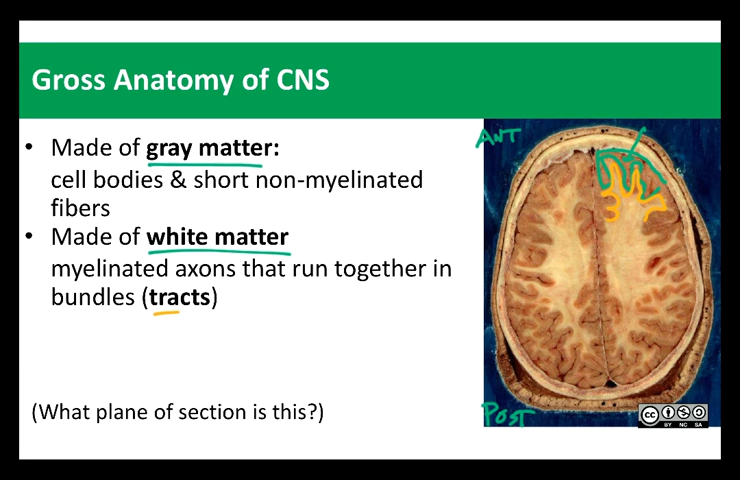 Gross Anatomy of CNS
• Made of gray matter:
cell bodies & short non-myelinated
fibers
• Made of white matter
myelinated axons that run together in
bundles (tracts)
(What plane of section is this?)
ANT
POST
cc
BY NC SA